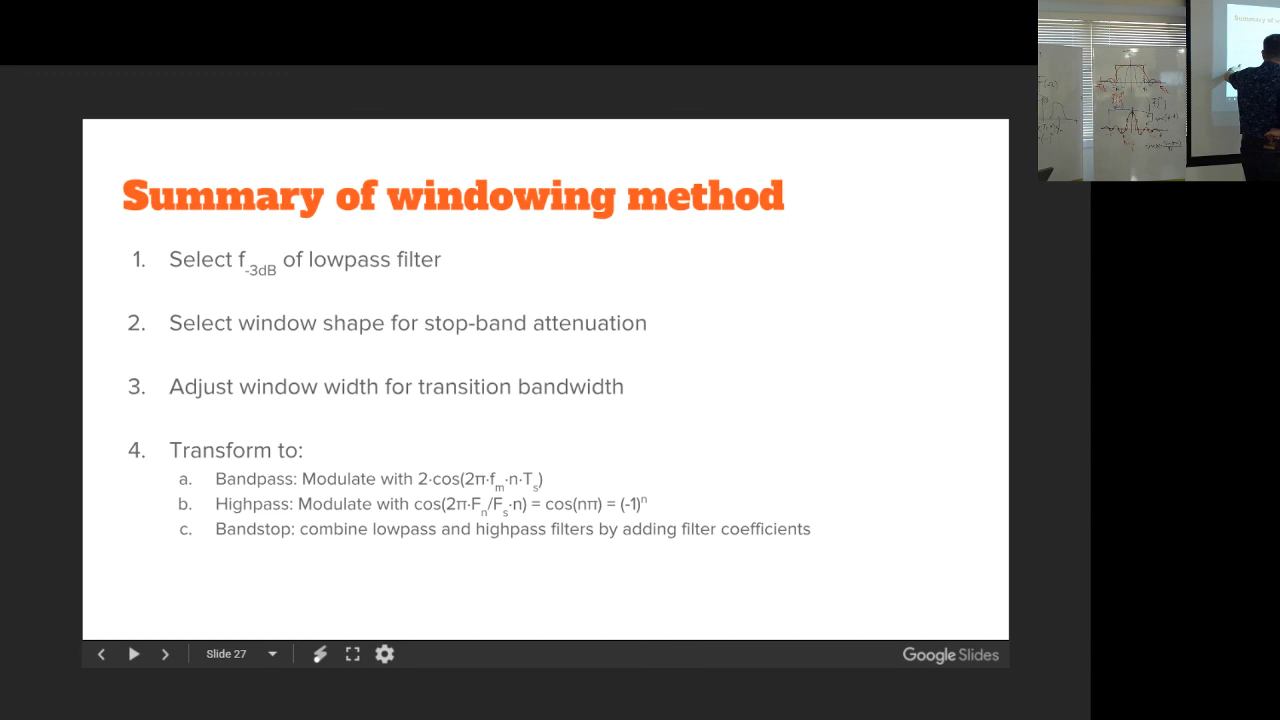 Summary of windowing method
1. Select f-3dB of lowpass filter
2. Select window shape for stop-band attenuation
3. Adjust window width for transition bandwidth
4. Transform to:
a. Bandpass: Modulate with 2·cos(2π·fm·n·Ts)
b. Highpass: Modulate with cos(2π·Fn/Fs·n) = cos(nπ) = (-1)^n
c. Bandstop: combine lowpass and highpass filters by adding filter coefficients
Slide 27
Google Slides
Summary of w